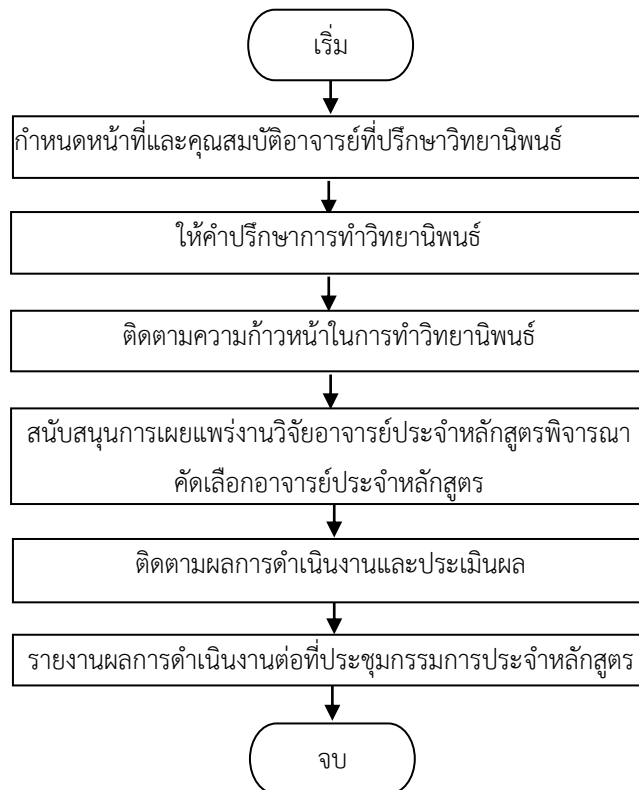 เริ่ม
กำหนดหน้าที่และคุณสมบัติอาจารย์ที่ปรึกษาวิทยานิพนธ์
ให้คำปรึกษาการทำวิทยานิพนธ์
ติดตามความก้าวหน้าในการทำวิทยานิพนธ์
สนับสนุนการเผยแพร่งานวิจัยอาจารย์ประจำหลักสูตรพิจารณา
คัดเลือกอาจารย์ประจำหลักสูตร
ติดตามผลการดำเนินงานและประเมินผล
รายงานผลการดำเนินงานต่อที่ประชุมกรรมการประจำหลักสูตร
จบ